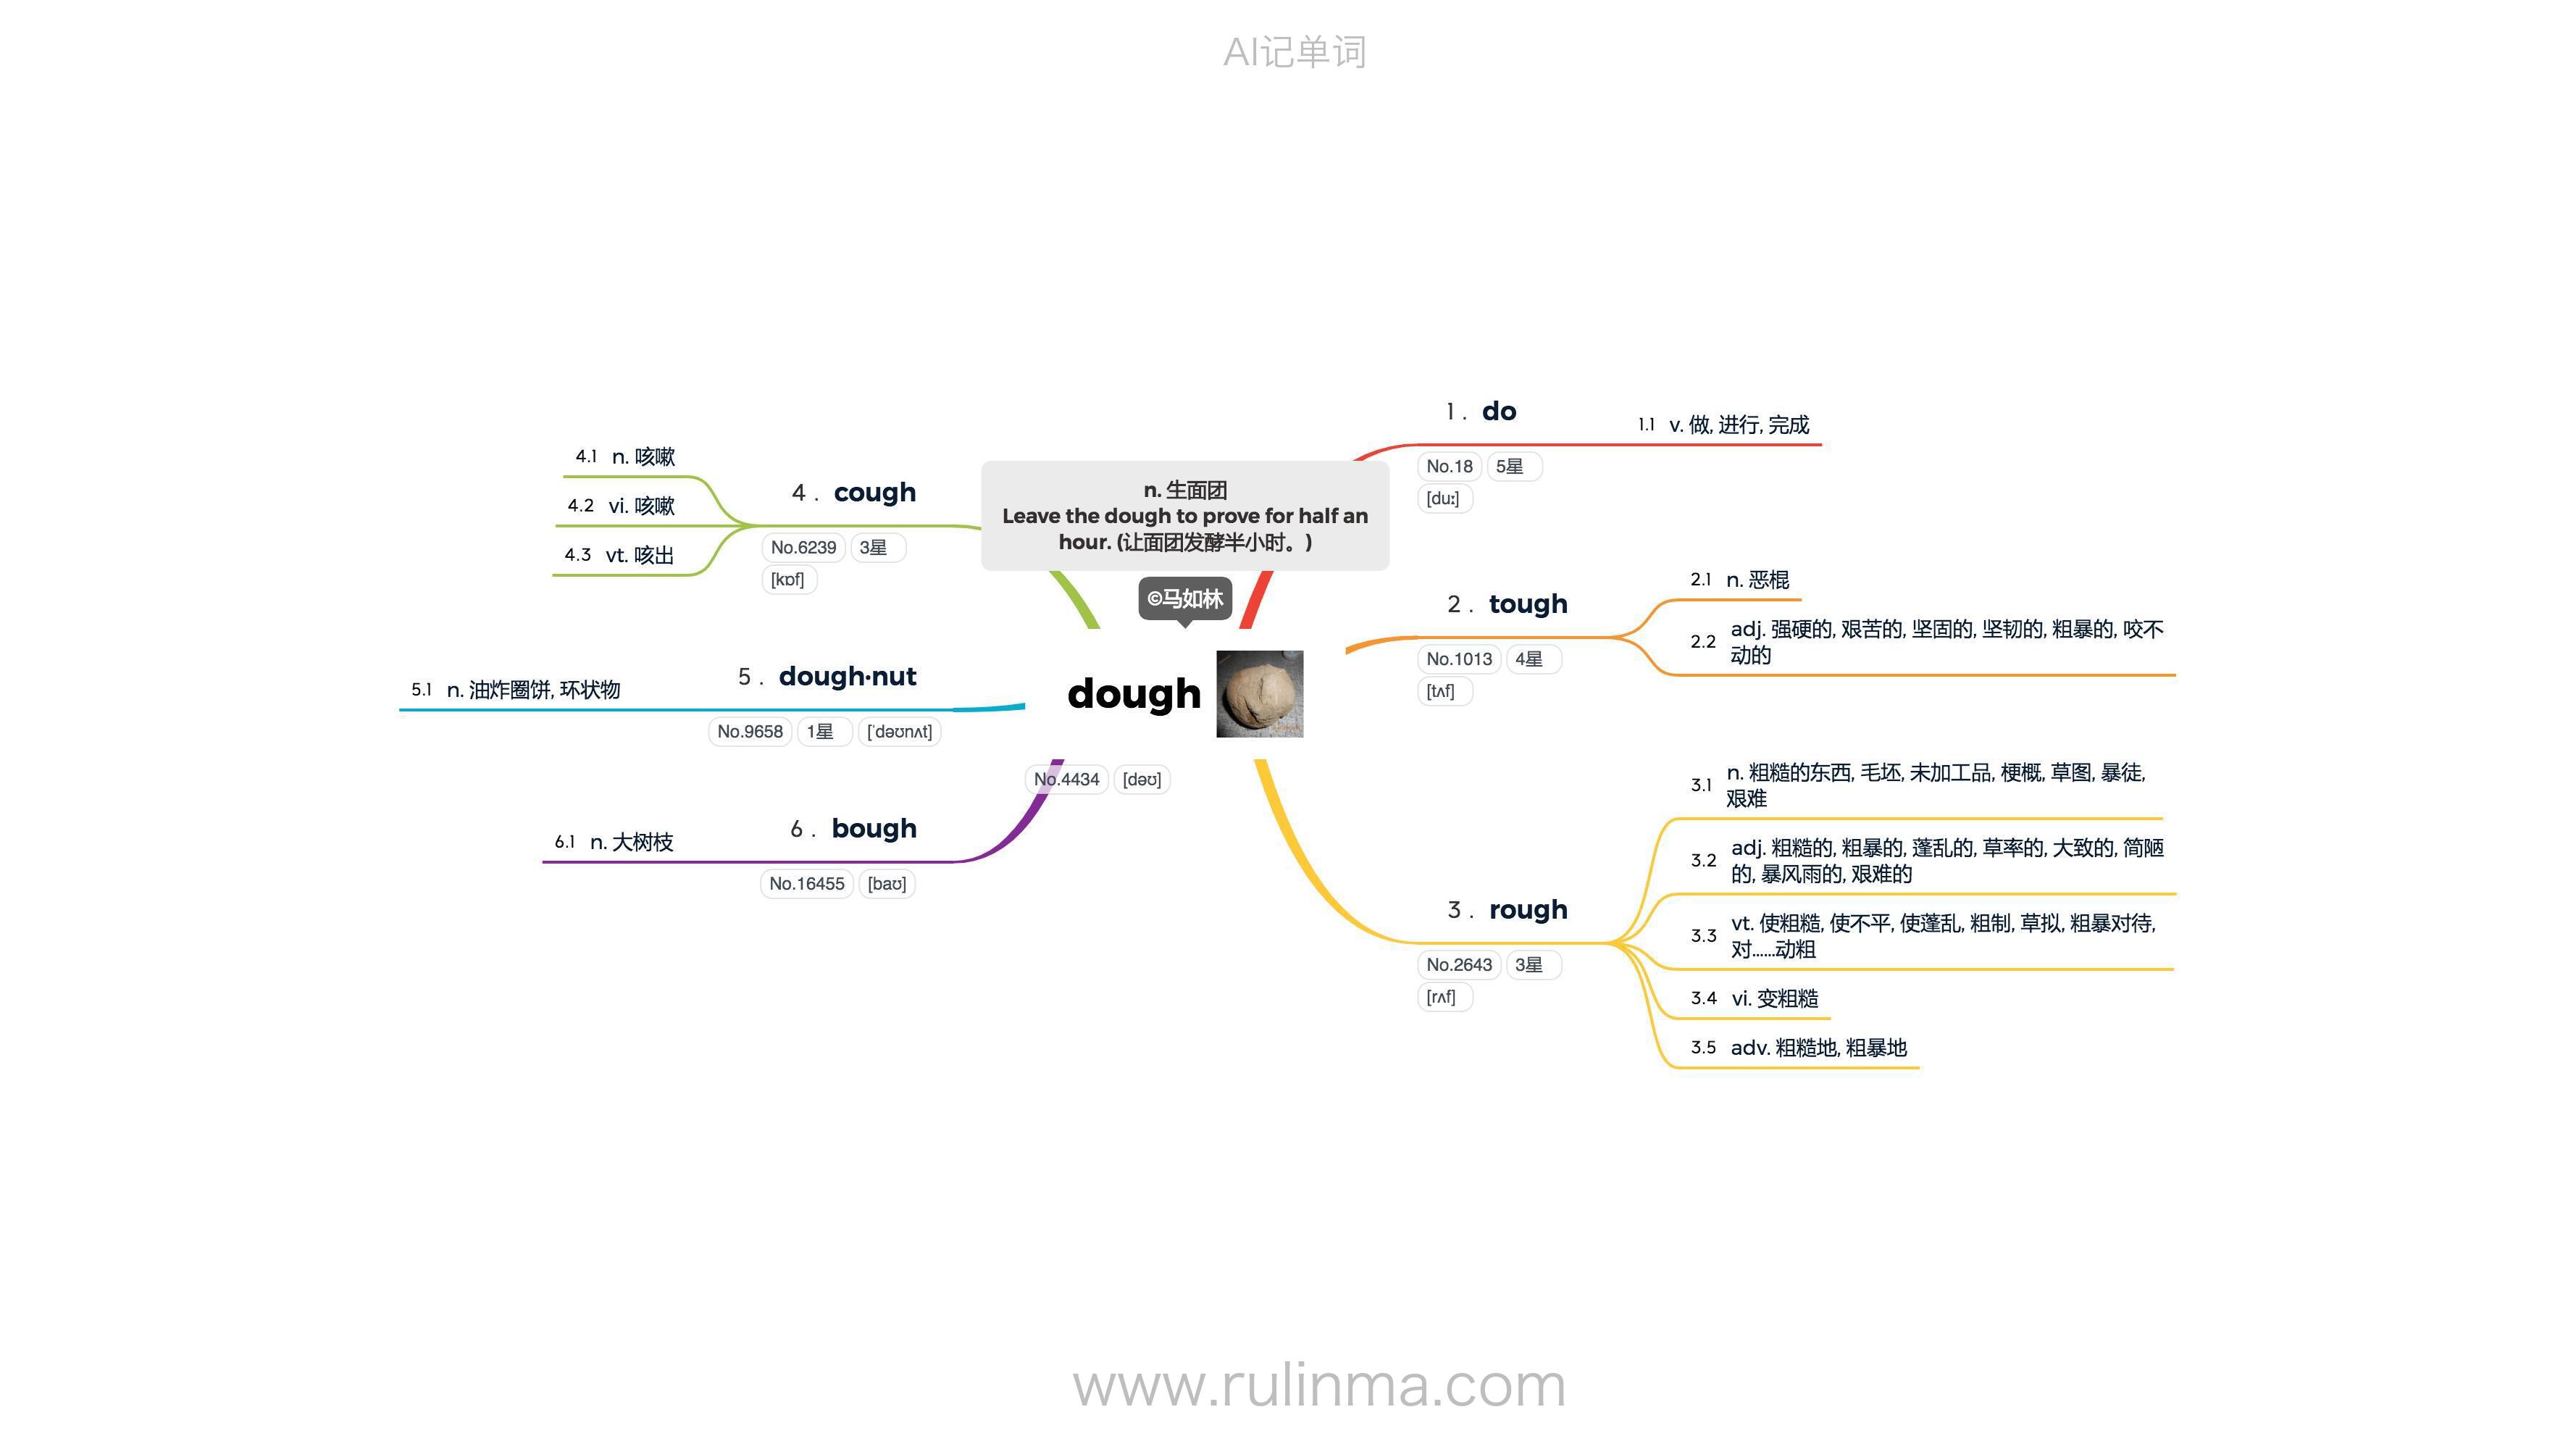 AI记单词
n. 生面团
Leave the dough to prove for half an
hour. (让面团发酵半小时。)
©马如林
dough
No.4434 [dəʊ]
1 . do
No.18 5星
[duː]
1.1 v. 做, 进行, 完成
2 . tough
No.1013 4星
[tʌf]
2.1 n. 恶棍
2.2 adj. 强硬的, 艰苦的, 坚固的, 坚韧的, 粗暴的, 咬不
动的
3 . rough
No.2643 3星
[rʌf]
3.1 n. 粗糙的东西, 毛坯, 未加工品, 梗概, 草图, 暴徒,
艰难
3.2 adj. 粗糙的, 粗暴的, 蓬乱的, 草率的, 大致的, 简陋
的, 暴风雨的, 艰难的
3.3 vt. 使粗糙, 使不平, 使蓬乱, 粗制, 草拟, 粗暴对待,
对……动粗
3.4 vi. 变粗糙
3.5 adv. 粗糙地, 粗暴地
4 . cough
No.6239 3星
[kɒf]
4.1 n. 咳嗽
4.2 vi. 咳嗽
4.3 vt. 咳出
5 . dough·nut
No.9658 1星 [ˈdəʊnʌt]
5.1 n. 油炸圈饼, 环状物
6 . bough
No.16455 [baʊ]
6.1 n. 大树枝
www.rulinma.com